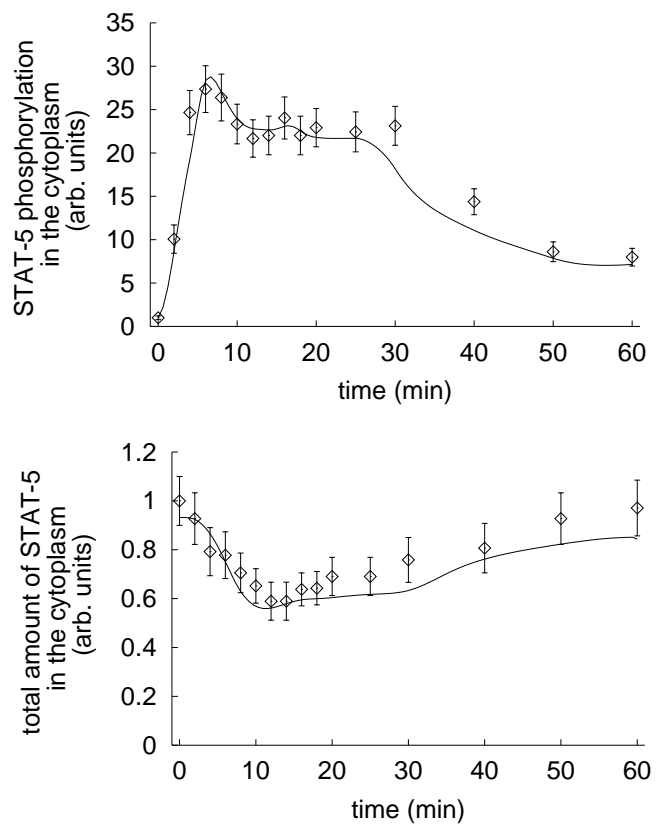 STAT-5 phosphorylation
in the cytoplasm
(arb. units)
35
30
25
20
15
10
5
0
0 10 20 30 40 50 60
time (min)
total amount of STAT-5
in the cytoplasm
(arb. units)
1.2
1
0.8
0.6
0.4
0.2
0
0 10 20 30 40 50 60
time (min)